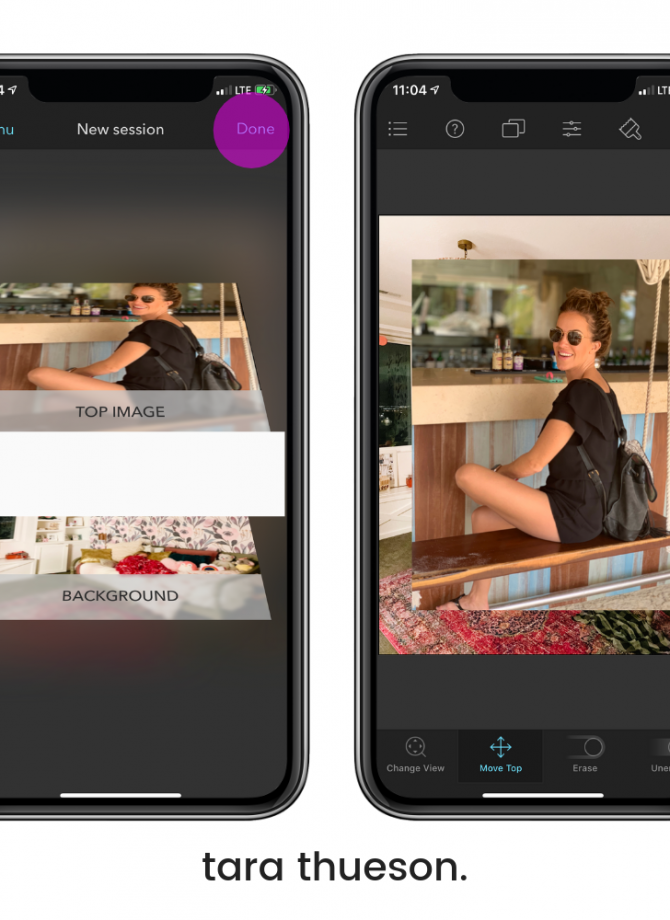 4
LTE
nu
New session
Done
TOP IMAGE
BACKGROUND
11:04
LTE
Change View
Move Top
Erase
Uner
tara thueson.